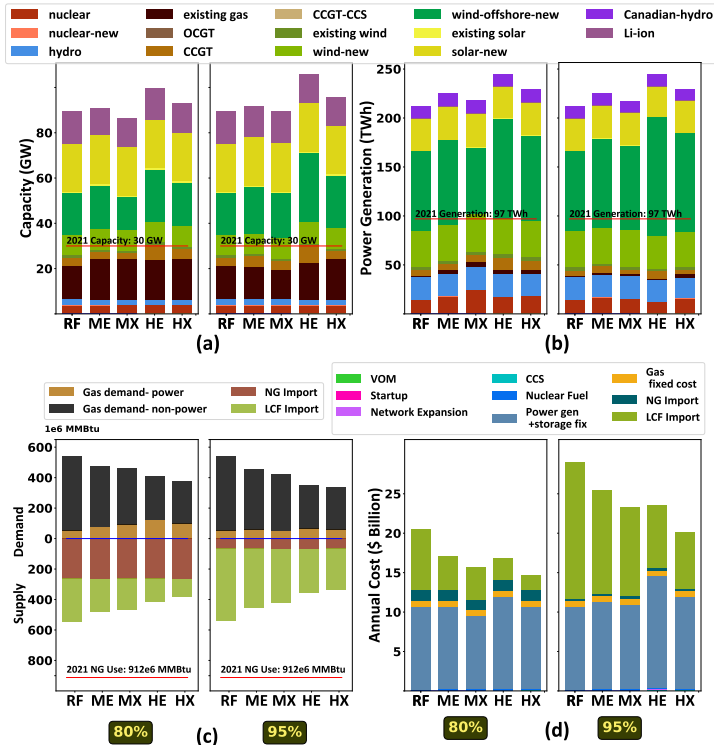 nuclear
nuclear-new
hydro
existing gas
OCGT
CCGT
CCGT-CCS
existing wind
wind-new
wind-offshore-new
existing solar
solar-new
Canadian-hydro
Li-ion
Capacity (GW)
80
60
40
20
2021 Capacity: 30 GW
2021 Capacity: 30 GW
RF ME MX HE HX
RF ME MX HE HX
(a)
Power Generation (TWh)
250
200
150
100
50
2021 Generation: 97 TWh
2021 Generation: 97 TWh
RF ME MX HE HX
RF ME MX HE HX
(b)
Gas demand- power
Gas demand- non-power
NG Import
LCF Import
1e6 MMBtu
Supply Demand
600
400
200
0
200
400
600
800
2021 NG Use: 912e6 MMBtu
2021 NG Use: 912e6 MMBtu
RF ME MX HE HX
RF ME MX HE HX
80%
(c)
95%
VOM
Startup
Network Expansion
CCS
Nuclear Fuel
Power gen
+storage fix
Gas
fixed cost
NG Import
LCF Import
Annual Cost ($ Billion)
25
20
15
10
5
RF ME MX HE HX
RF ME MX HE HX
80%
(d)
95%